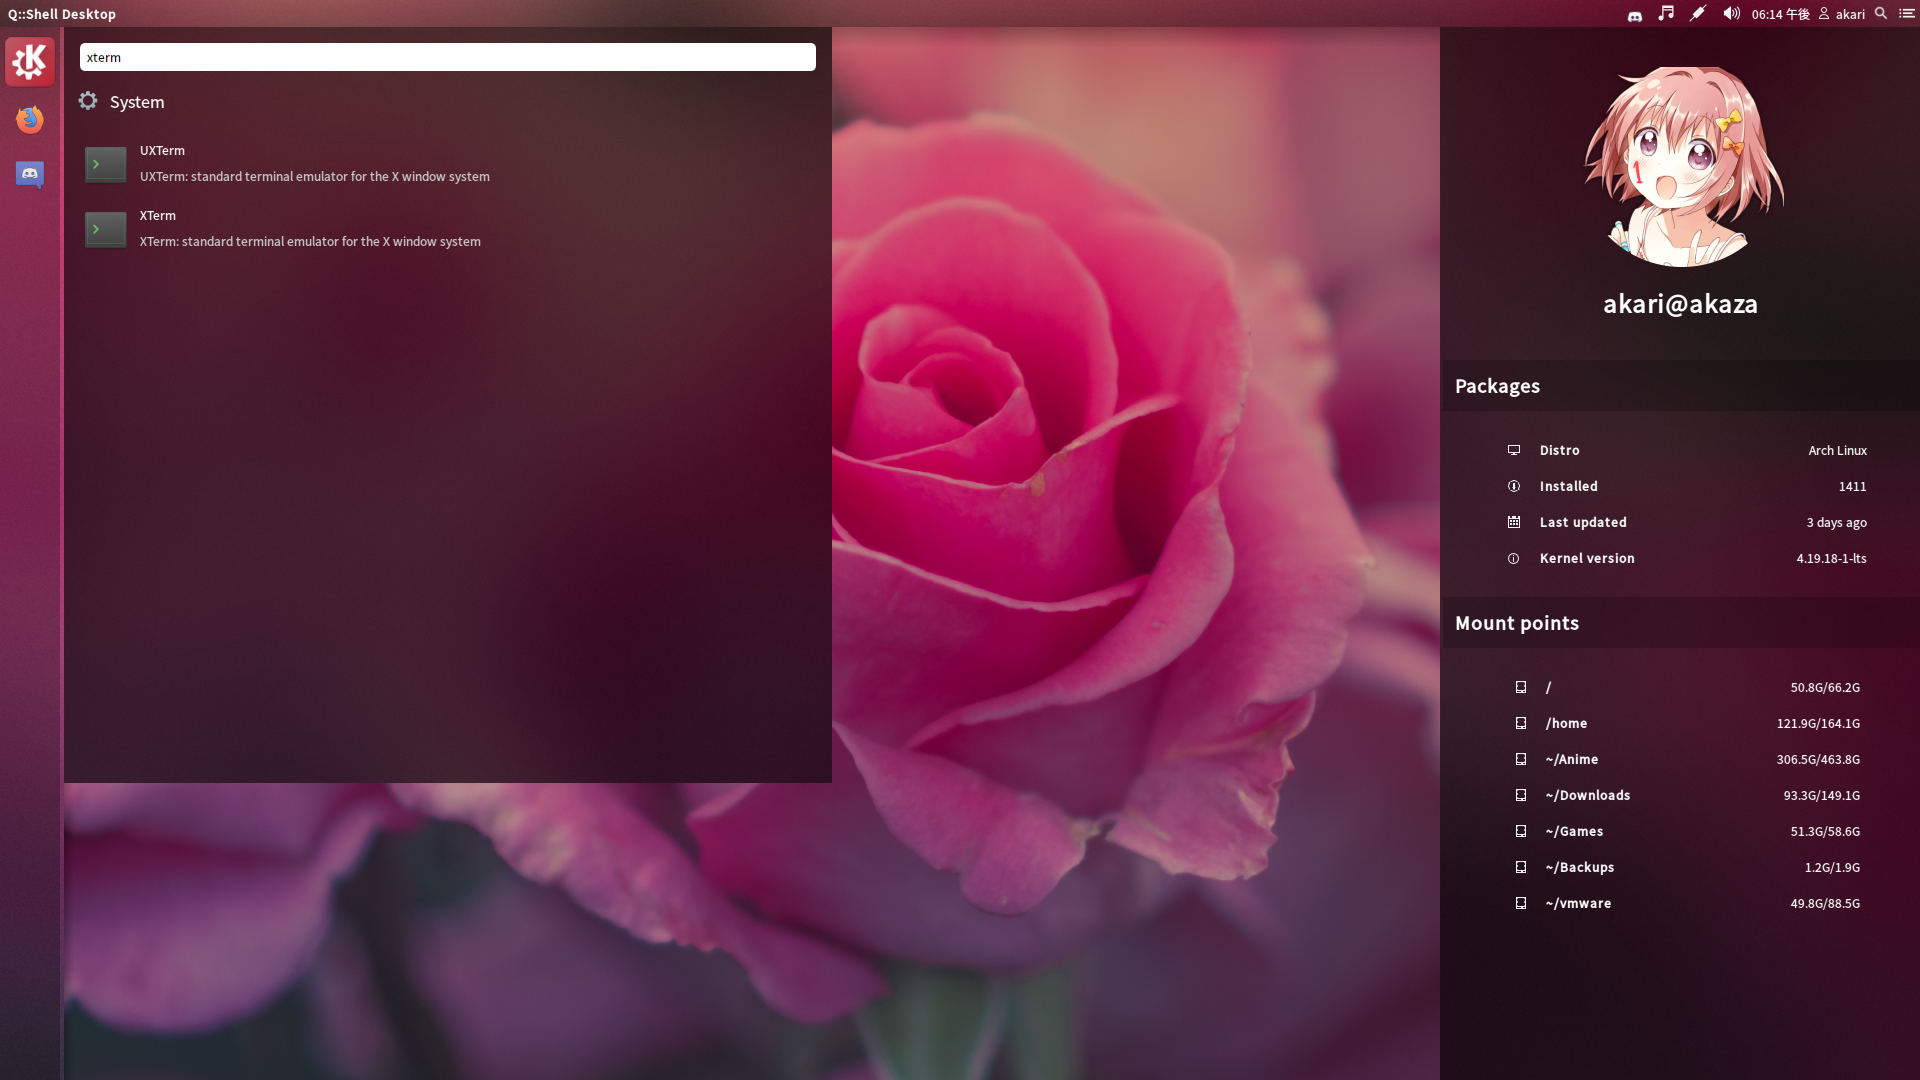 Q::Shell Desktop
06:14 午後
akari
xterm
System
UXTerm
UXTerm: standard terminal emulator for the X window system
XTerm
XTerm: standard terminal emulator for the X window system
akari@akaza
Packages
Distro Arch Linux
Installed 1411
Last updated 3 days ago
Kernel version 4.19.18-1-lts
Mount points
/ 50.8G/66.2G
/home 121.9G/164.1G
~/Anime 306.5G/463.8G
~/Downloads 93.3G/149.1G
~/Games 51.3G/58.6G
~/Backups 1.2G/1.9G
~/vmware 49.8G/88.5G